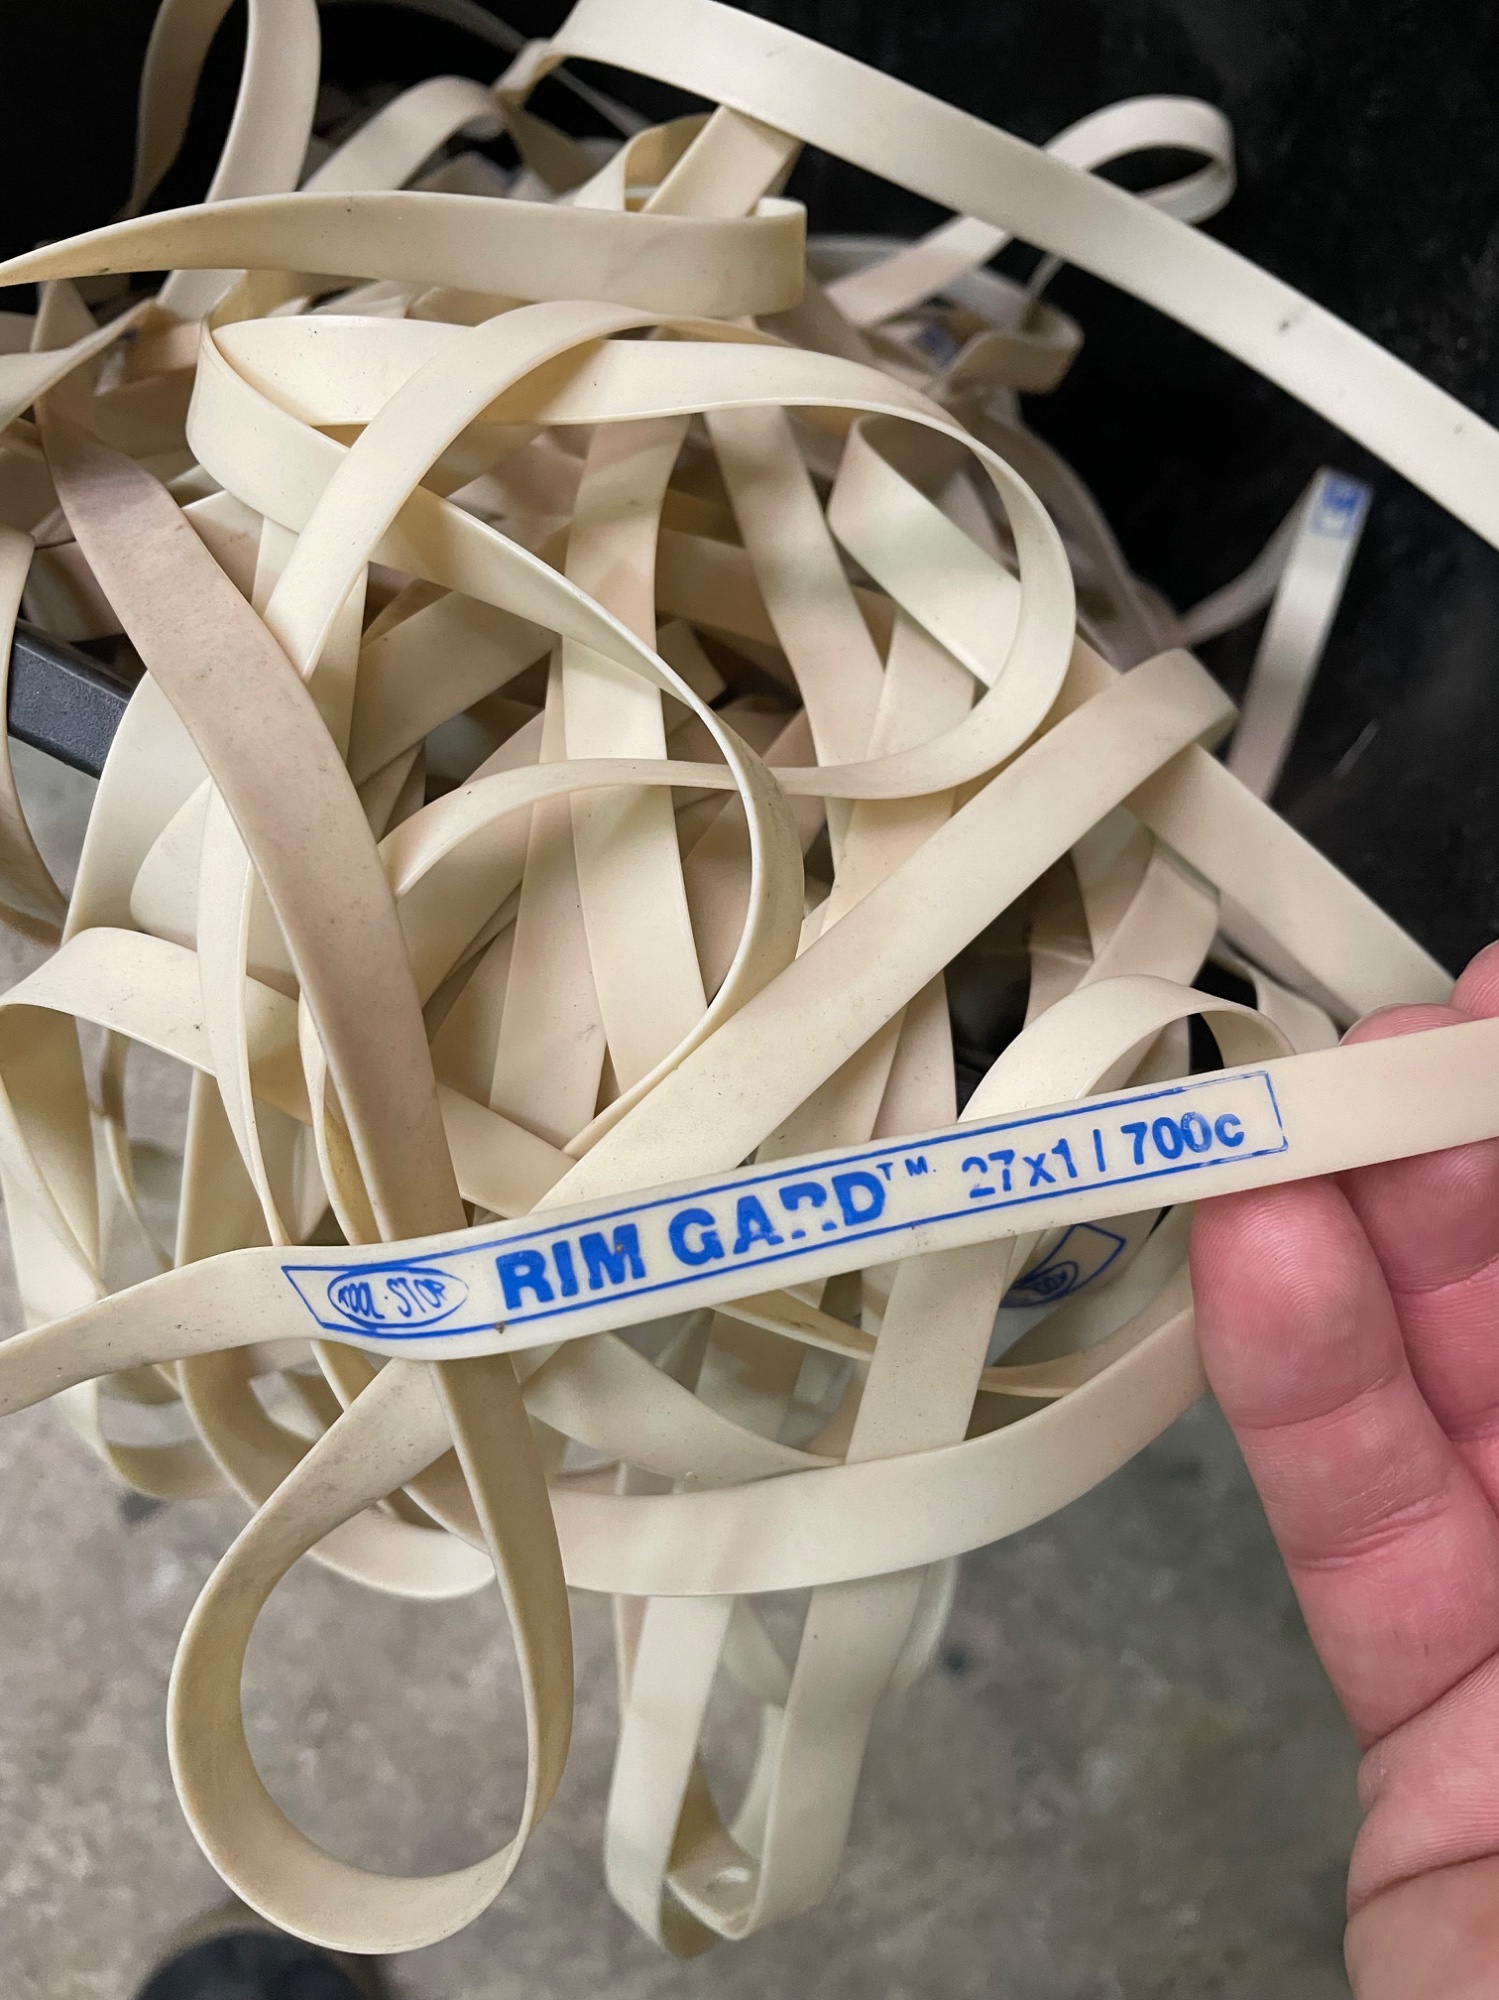 TOOL·STOP RIM GARD™ 27x1 / 700c